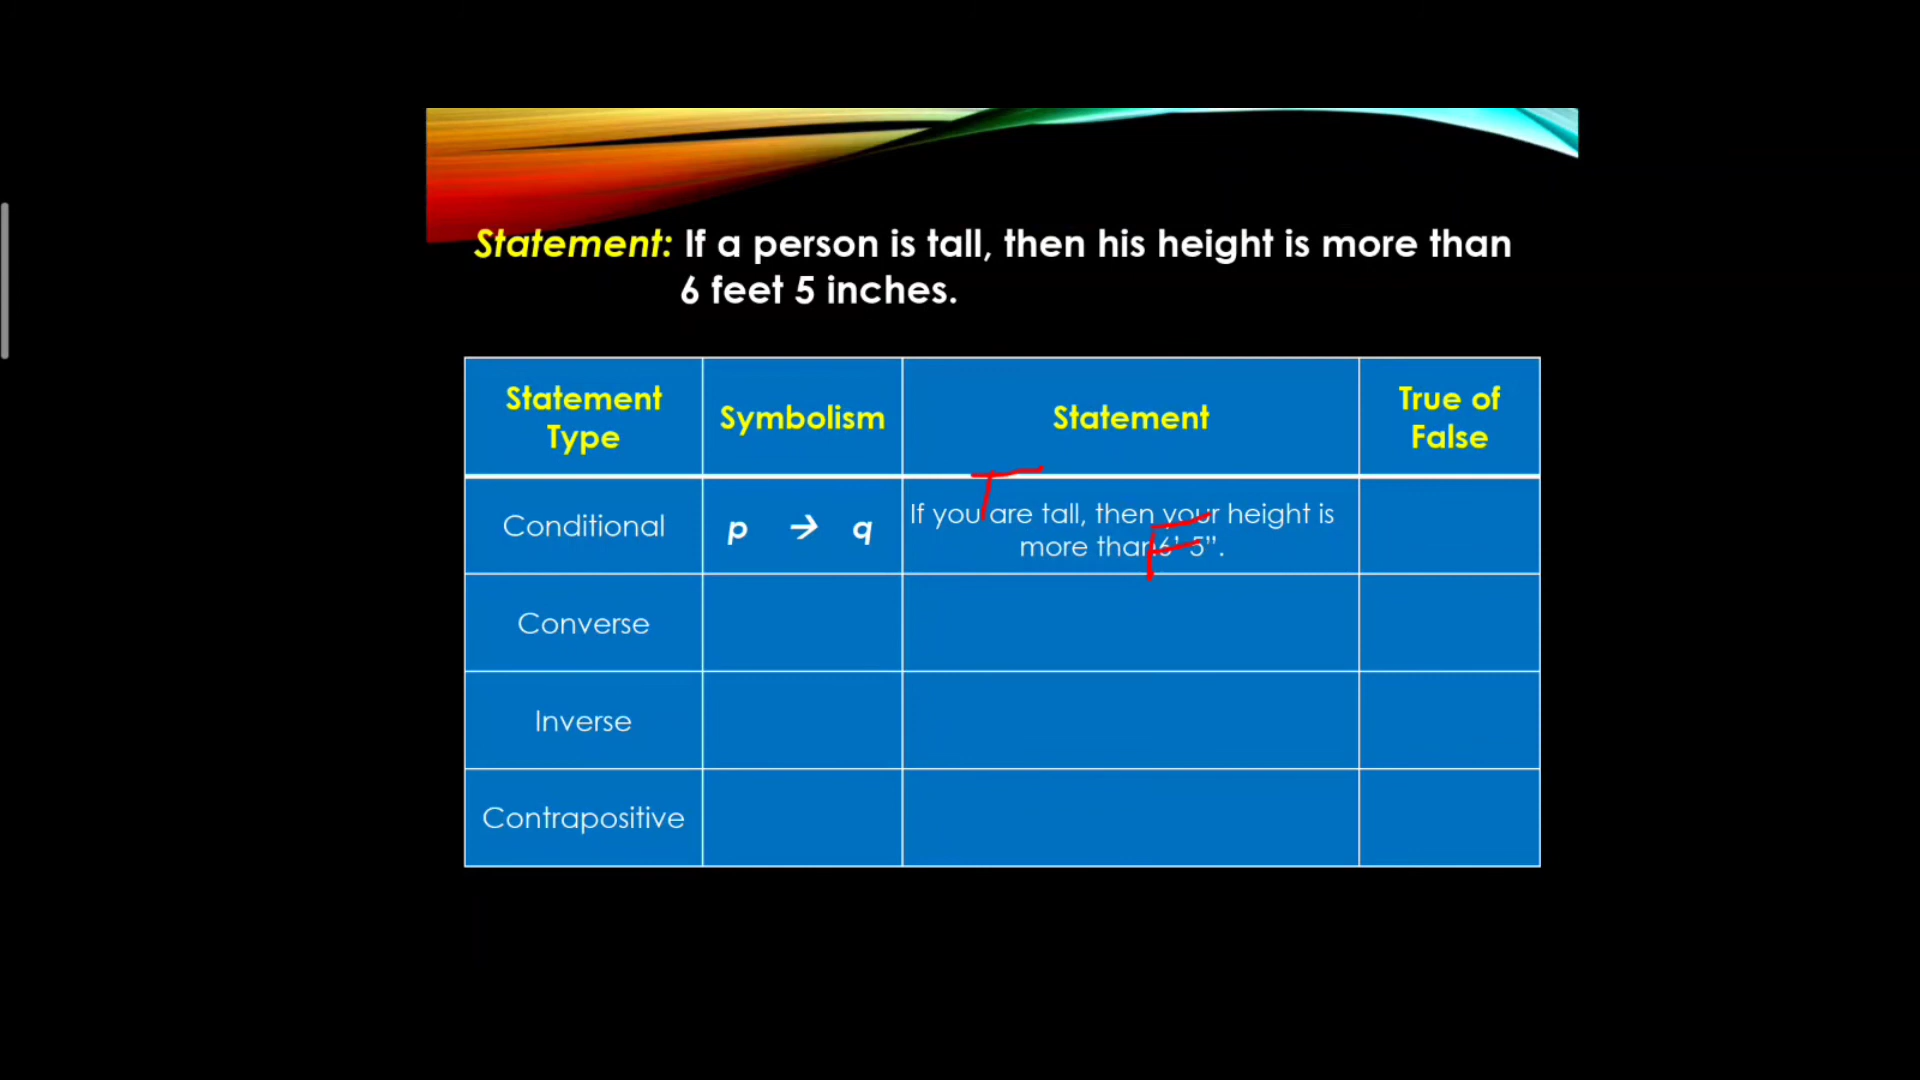 Statement: If a person is tall, then his height is more than
6 feet 5 inches.
Statement
Type
Symbolism
Statement
True of
False
Conditional
p → q
T
If you are tall, then your height is
more than 6' 5”.
F
Converse
Inverse
Contrapositive